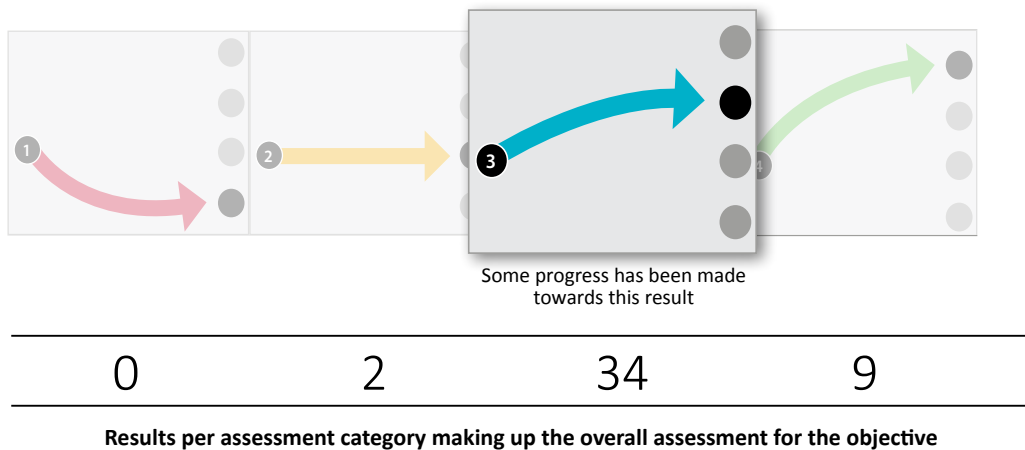 1
2
3
4
Some progress has been made
towards this result
0 2 34 9
Results per assessment category making up the overall assessment for the objective